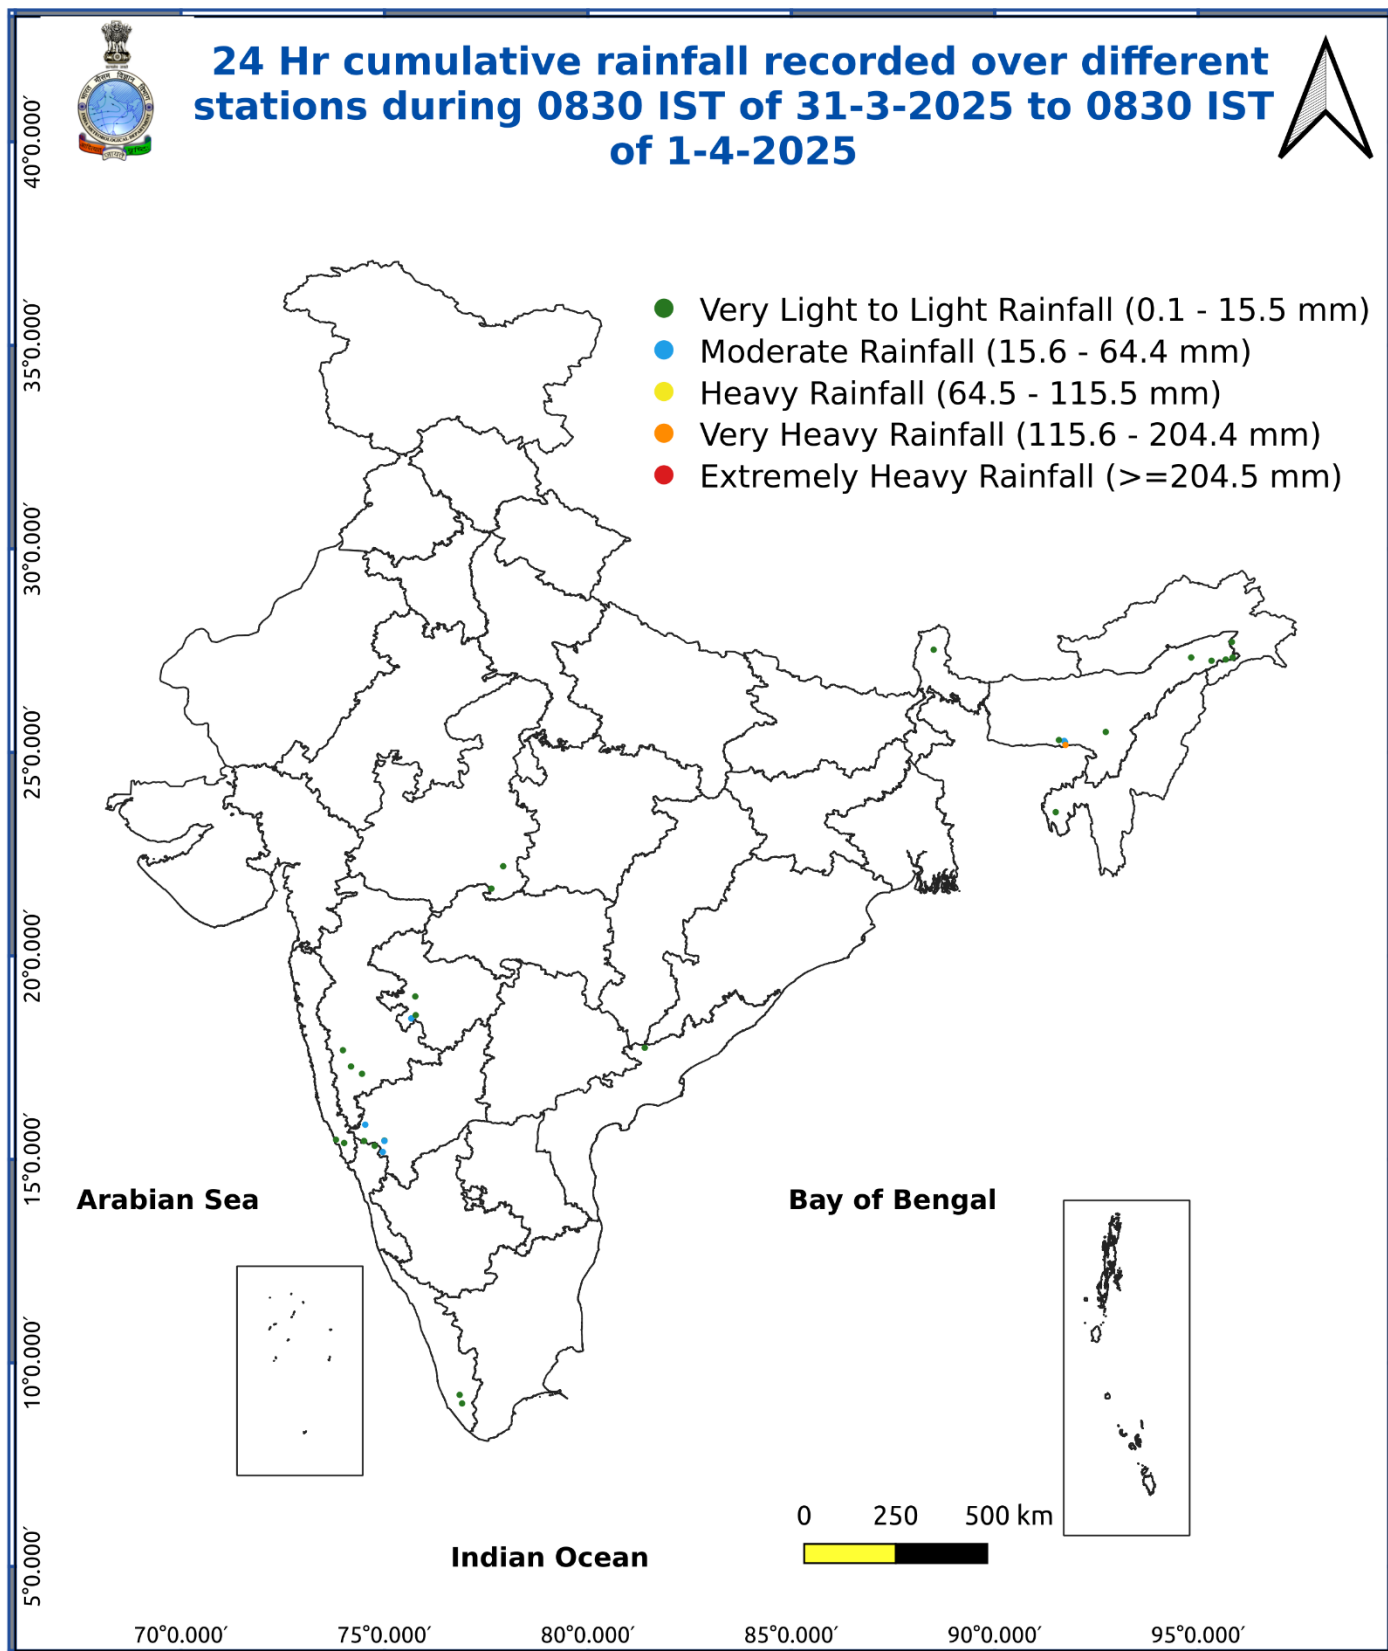 24 Hr cumulative rainfall recorded over different
stations during 0830 IST of 31-3-2025 to 0830 IST
of 1-4-2025
Very Light to Light Rainfall (0.1 - 15.5 mm)
Moderate Rainfall (15.6 - 64.4 mm)
Heavy Rainfall (64.5 - 115.5 mm)
Very Heavy Rainfall (115.6 - 204.4 mm)
Extremely Heavy Rainfall (>=204.5 mm)
40°0.000′
35°0.000′
30°0.000′
25°0.000′
20°0.000′
15°0.000′
10°0.000′
5°0.000′
Arabian Sea
Bay of Bengal
0 250 500 km
Indian Ocean
70°0.000′ 75°0.000′ 80°0.000′ 85°0.000′ 90°0.000′ 95°0.000′